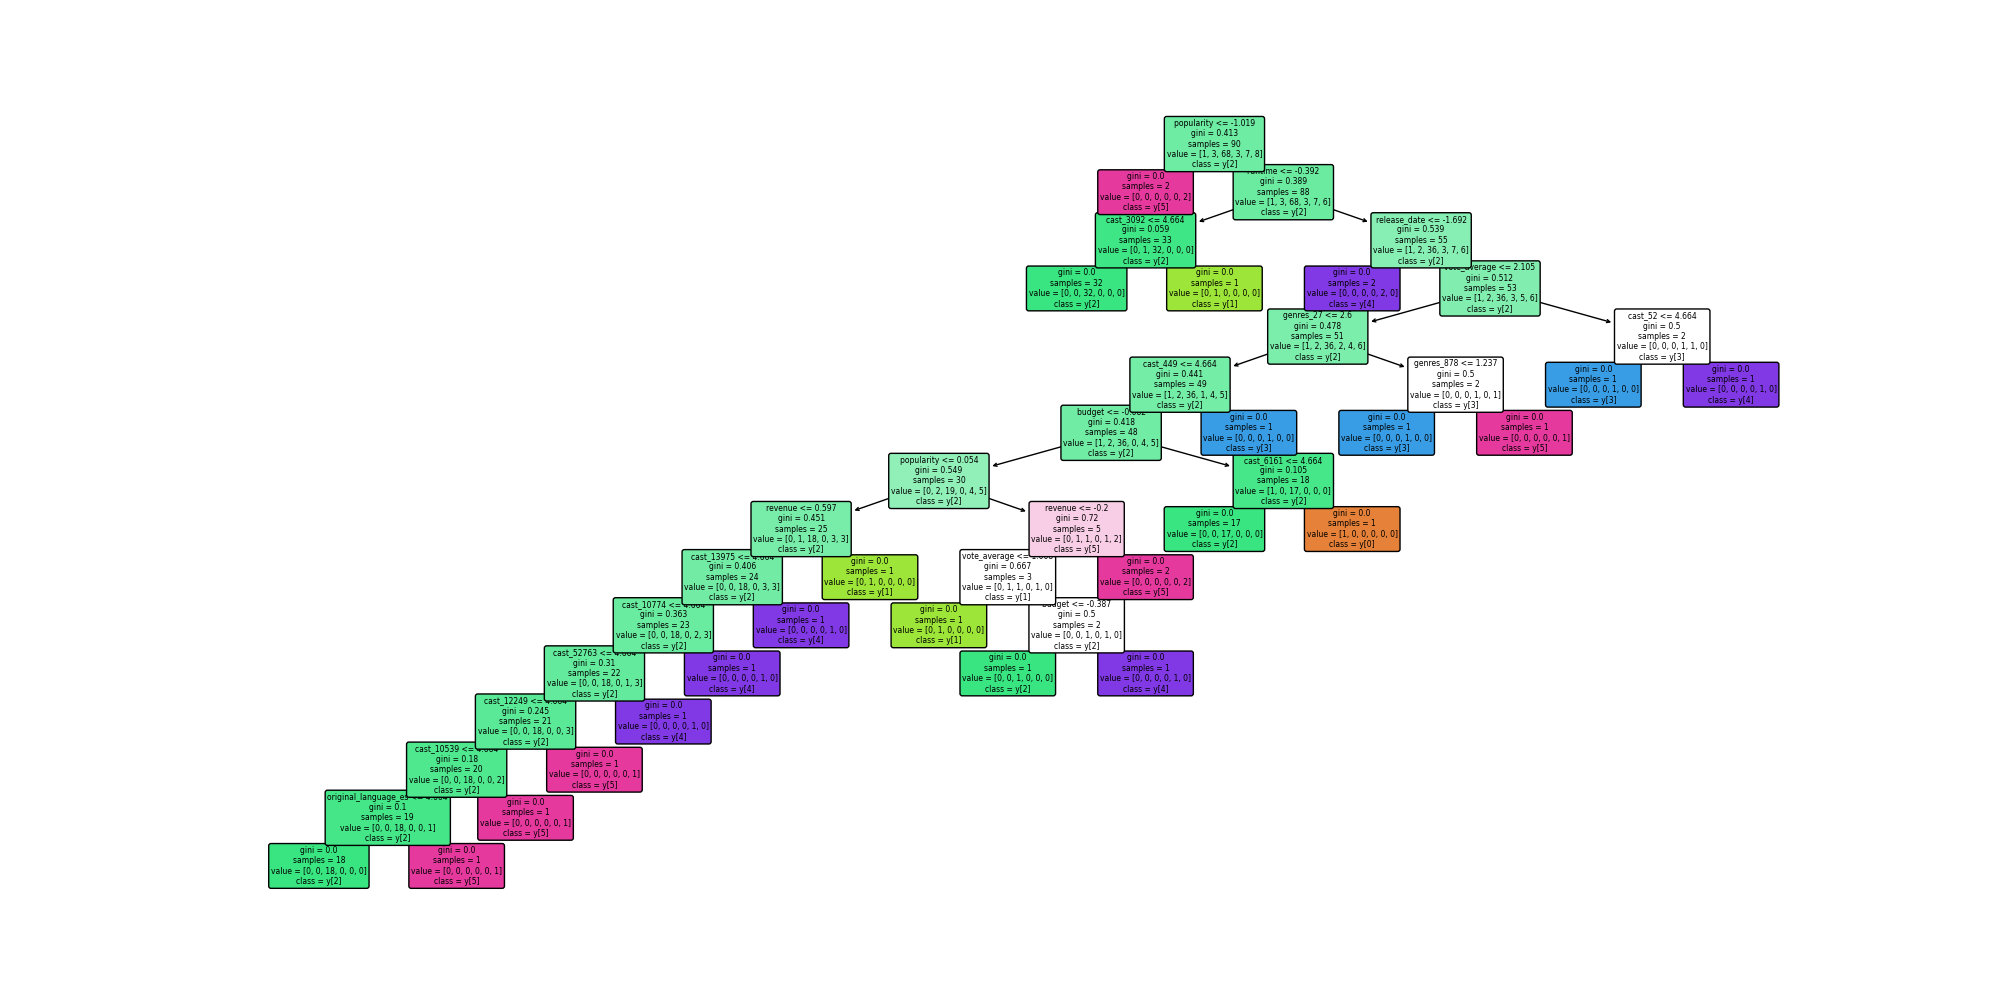 popularity <= -1.019
gini = 0.413
samples = 90
value = [1, 3, 68, 3, 7, 8]
class = y[2]
gini = 0.0
samples = 2
value = [0, 0, 0, 0, 0, 2]
class = y[5]
<= -0.392
gini = 0.389
samples = 88
value = [1, 3, 68, 3, 7, 6]
class = y[2]
cast_3092 <= 4.664
gini = 0.059
samples = 33
value = [0, 1, 32, 0, 0, 0]
class = y[2]
release_date <= -1.692
gini = 0.539
samples = 55
value = [1, 2, 36, 3, 7, 6]
class = y[2]
gini = 0.0
samples = 32
value = [0, 0, 32, 0, 0, 0]
class = y[2]
gini = 0.0
samples = 1
value = [0, 1, 0, 0, 0, 0]
class = y[1]
gini = 0.0
samples = 2
value = [0, 0, 0, 0, 2, 0]
class = y[4]
vote_average <= 2.105
gini = 0.512
samples = 53
value = [1, 2, 36, 3, 5, 6]
class = y[2]
genres_27 <= 2.6
gini = 0.478
samples = 51
value = [1, 2, 36, 2, 4, 6]
class = y[2]
cast_52 <= 4.664
gini = 0.5
samples = 2
value = [0, 0, 0, 1, 1, 0]
class = y[3]
cast_449 <= 4.664
gini = 0.441
samples = 49
value = [1, 2, 36, 1, 4, 5]
class = y[2]
genres_878 <= 1.237
gini = 0.5
samples = 2
value = [0, 0, 0, 1, 0, 1]
class = y[3]
gini = 0.0
samples = 1
value = [0, 0, 0, 1, 0, 0]
class = y[3]
gini = 0.0
samples = 1
value = [0, 0, 0, 0, 1, 0]
class = y[4]
budget <=
gini = 0.418
samples = 48
value = [1, 2, 36, 0, 4, 5]
class = y[2]
gini = 0.0
samples = 1
value = [0, 0, 0, 1, 0, 0]
class = y[3]
gini = 0.0
samples = 1
value = [0, 0, 0, 1, 0, 0]
class = y[3]
gini = 0.0
samples = 1
value = [0, 0, 0, 0, 0, 1]
class = y[5]
popularity <= 0.054
gini = 0.549
samples = 30
value = [0, 2, 19, 0, 4, 5]
class = y[2]
cast_6161 <= 4.664
gini = 0.105
samples = 18
value = [1, 0, 17, 0, 0, 0]
class = y[2]
revenue <= 0.597
gini = 0.451
samples = 25
value = [0, 1, 18, 0, 3, 3]
class = y[2]
revenue <= -0.2
gini = 0.72
samples = 5
value = [0, 1, 1, 0, 1, 2]
class = y[5]
gini = 0.0
samples = 17
value = [0, 0, 17, 0, 0, 0]
class = y[2]
gini = 0.0
samples = 1
value = [1, 0, 0, 0, 0, 0]
class = y[0]
cast_13975 <=
gini = 0.406
samples = 24
value = [0, 0, 18, 0, 3, 3]
class = y[2]
gini = 0.0
samples = 1
value = [0, 1, 0, 0, 0, 0]
class = y[1]
vote_average <=
gini = 0.667
samples = 3
value = [0, 1, 1, 0, 1, 0]
class = y[1]
gini = 0.0
samples = 2
value = [0, 0, 0, 0, 0, 2]
class = y[5]
cast_10774 <=
gini = 0.363
samples = 23
value = [0, 0, 18, 0, 2, 3]
class = y[2]
gini = 0.0
samples = 1
value = [0, 0, 0, 0, 1, 0]
class = y[4]
gini = 0.0
samples = 1
value = [0, 1, 0, 0, 0, 0]
class = y[1]
budget <= -0.387
gini = 0.5
samples = 2
value = [0, 0, 1, 0, 1, 0]
class = y[2]
cast_52763 <=
gini = 0.31
samples = 22
value = [0, 0, 18, 0, 1, 3]
class = y[2]
gini = 0.0
samples = 1
value = [0, 0, 0, 0, 1, 0]
class = y[4]
gini = 0.0
samples = 1
value = [0, 0, 1, 0, 0, 0]
class = y[2]
gini = 0.0
samples = 1
value = [0, 0, 0, 0, 1, 0]
class = y[4]
cast_12249 <=
gini = 0.245
samples = 21
value = [0, 0, 18, 0, 0, 3]
class = y[2]
gini = 0.0
samples = 1
value = [0, 0, 0, 0, 1, 0]
class = y[4]
cast_10539 <=
gini = 0.18
samples = 20
value = [0, 0, 18, 0, 0, 2]
class = y[2]
gini = 0.0
samples = 1
value = [0, 0, 0, 0, 0, 1]
class = y[5]
original_language_es
gini = 0.1
samples = 19
value = [0, 0, 18, 0, 0, 1]
class = y[2]
gini = 0.0
samples = 1
value = [0, 0, 0, 0, 0, 1]
class = y[5]
gini = 0.0
samples = 18
value = [0, 0, 18, 0, 0, 0]
class = y[2]
gini = 0.0
samples = 1
value = [0, 0, 0, 0, 0, 1]
class = y[5]